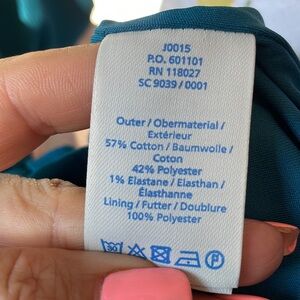 J0015
P.O. 601101
RN 118027
SC 9039 / 0001
Outer / Obermaterial /
Extérieur
57% Cotton / Baumwolle /
Coton
42% Polyester
1% Elastane / Elasthan /
Élasthanne
Lining / Futter / Doublure
100% Polyester